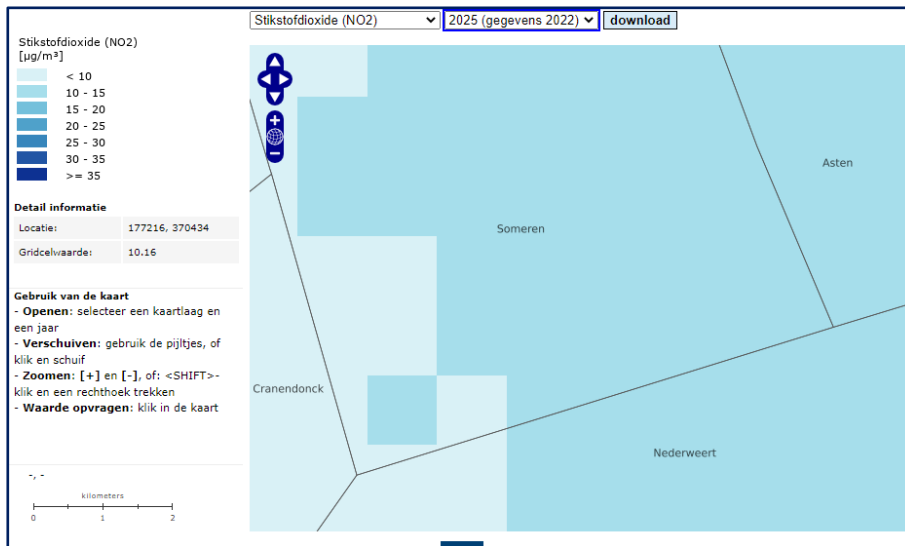 Stikstofdioxide (NO2) 2025 (gegevens 2022) download
Stikstofdioxide (NO2)
[µg/m³]
< 10
10 - 15
15 - 20
20 - 25
25 - 30
30 - 35
>= 35
Detail informatie
Locatie: 177216, 370434
Gridcelwaarde: 10.16
Gebruik van de kaart
- Openen: selecteer een kaartlaag en
een jaar
- Verschuiven: gebruik de pijltjes, of
klik en schuif
- Zoomen: [+] en [-], of: <SHIFT>-
klik en een rechthoek trekken
- Waarde opvragen: klik in de kaart
-, -
kilometers
0 1 2
Asten
Someren
Cranendonck
Nederweert